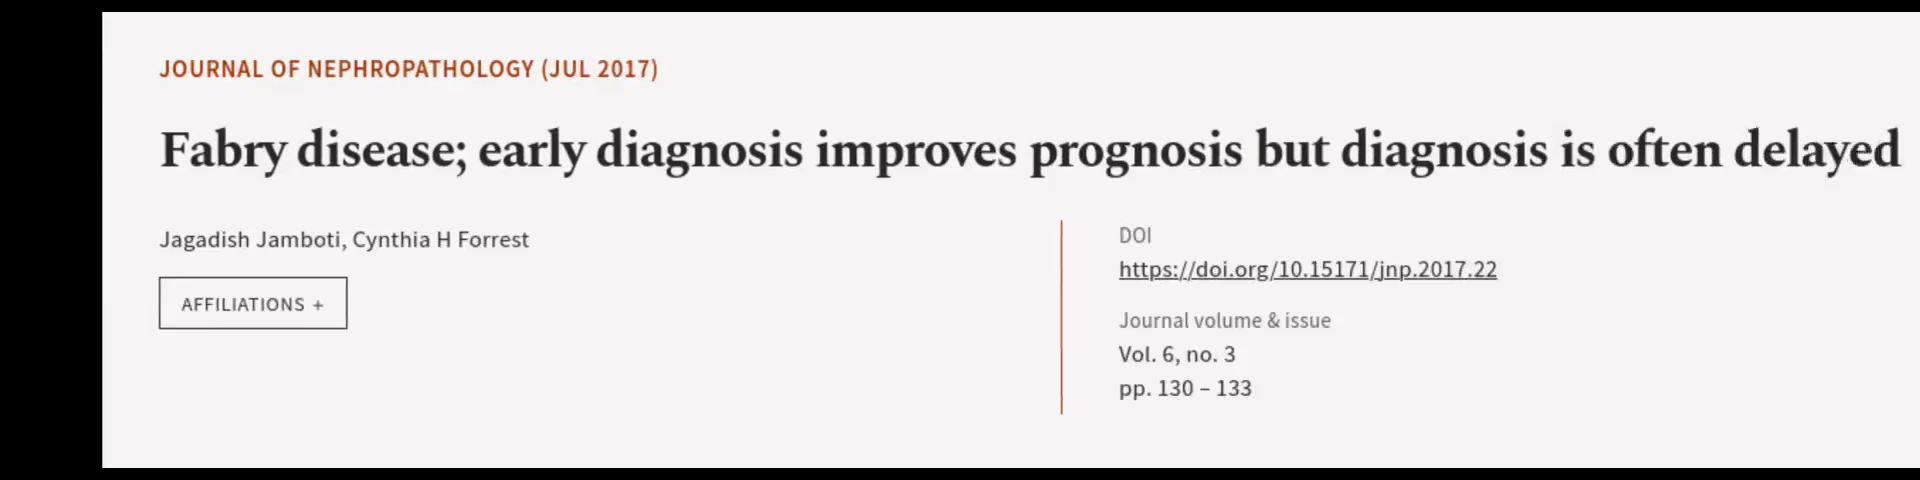 JOURNAL OF NEPHROPATHOLOGY (JUL 2017)
Fabry disease; early diagnosis improves prognosis but diagnosis is often delayed
Jagadish Jamboti, Cynthia H Forrest
AFFILIATIONS +
DOI
https://doi.org/10.15171/jnp.2017.22
Journal volume & issue
Vol. 6, no. 3
pp. 130 – 133